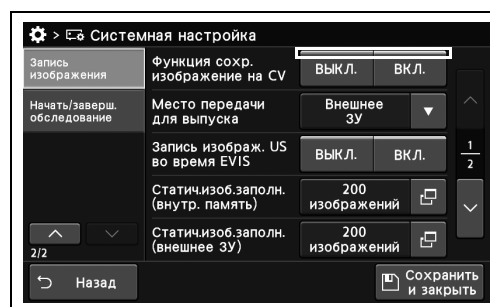 > Системная настройка
Запись
изображения
Начать/заверш.
обследование
2/2
Функция сохр.
изображение на CV
ВЫКЛ. ВКЛ.
Место передачи
для выпуска
Внешнее
ЗУ
Запись изображ. US
во время EVIS
ВЫКЛ. ВКЛ.
Статич.изоб.заполн.
(внутр. память)
200
изображений
Статич.изоб.заполн.
(внешнее ЗУ)
200
изображений
1
2
Назад
Сохранить
и закрыть